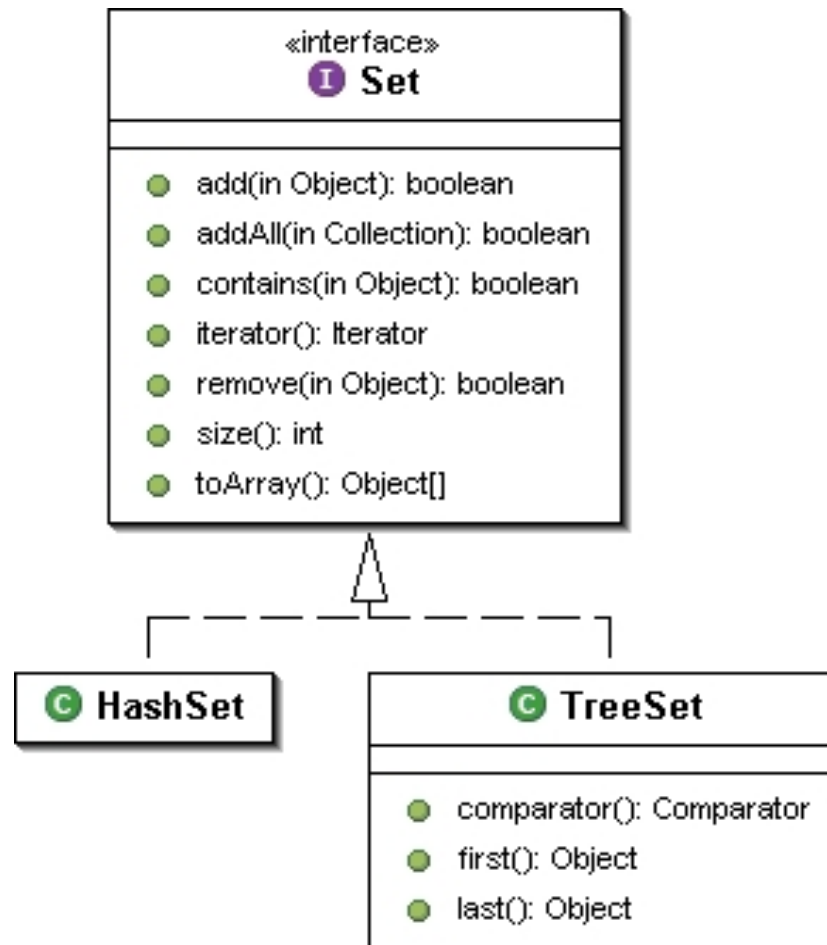 «interface»
I Set
add(in Object): boolean
addAll(in Collection): boolean
contains(in Object): boolean
iterator(): Iterator
remove(in Object): boolean
size(): int
toArray(): Object[]
C HashSet
C TreeSet
comparator(): Comparator
first(): Object
last(): Object